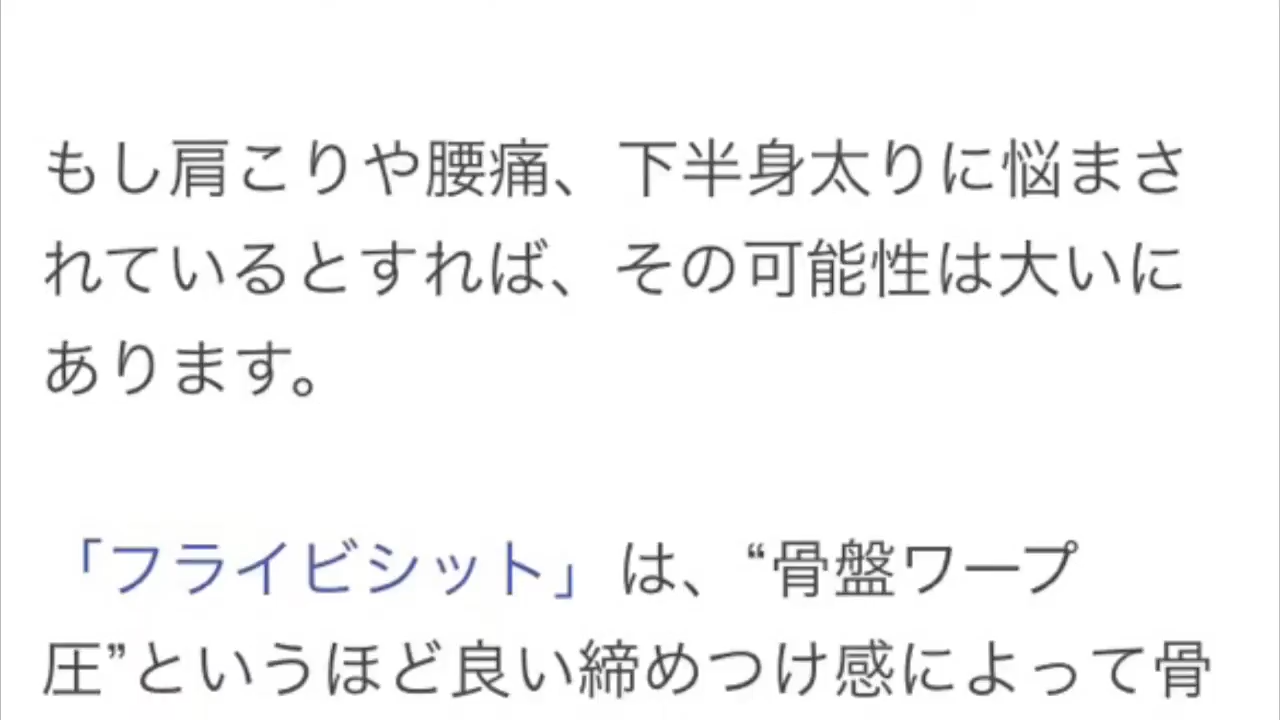 もし肩こりや腰痛、下半身太りに悩まさ
れているとすれば、その可能性は大いに
あります。
「フライビシット」は、“骨盤ワープ
圧”というほど良い締めつけ感によって骨